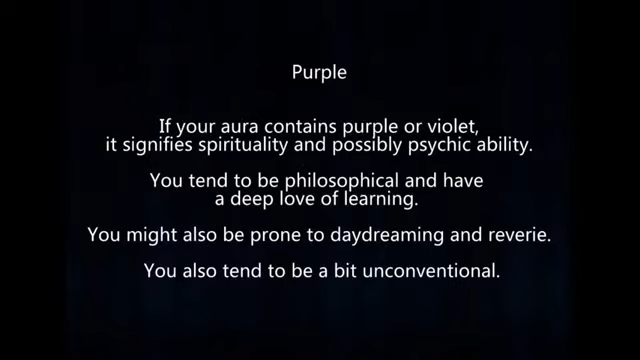 Purple
If your aura contains purple or violet,
it signifies spirituality and possibly psychic ability.
You tend to be philosophical and have
a deep love of learning.
You might also be prone to daydreaming and reverie.
You also tend to be a bit unconventional.